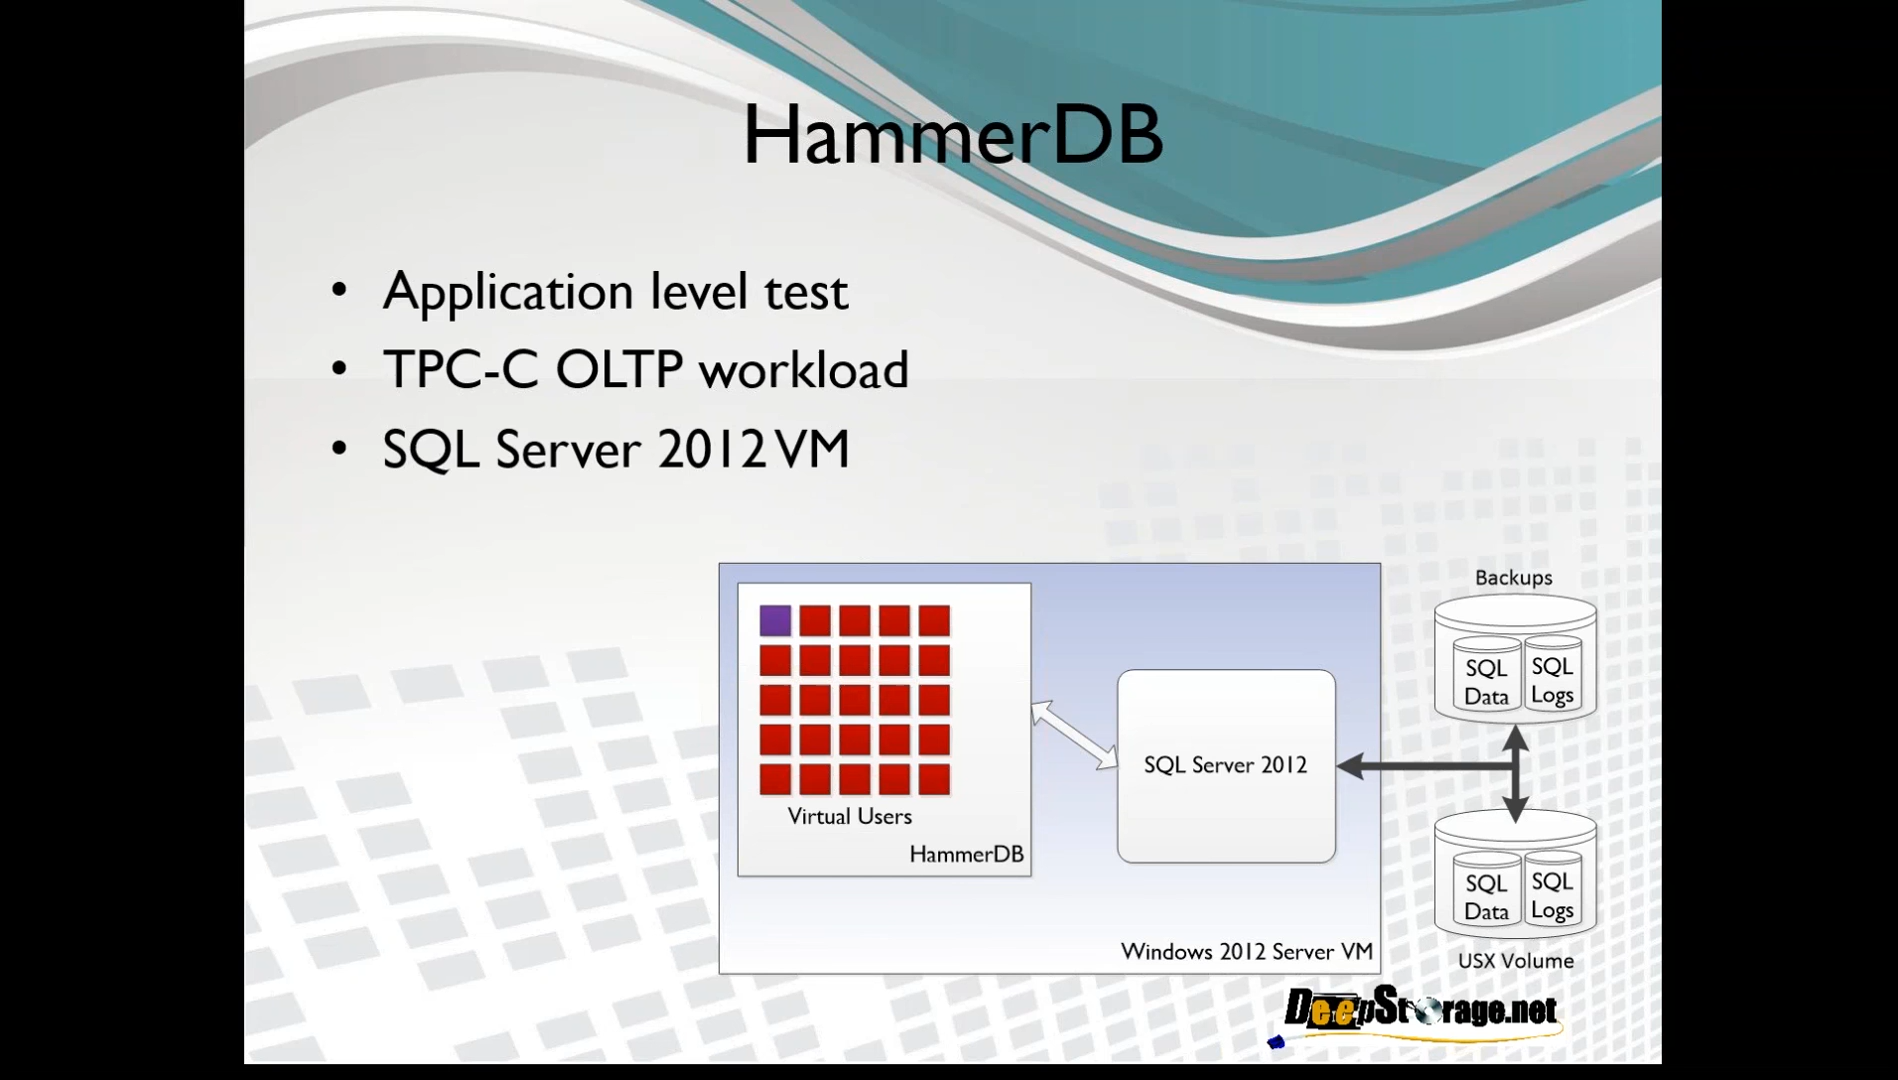 HammerDB
• Application level test
• TPC-C OLTP workload
• SQL Server 2012 VM
Backups
SQL Data
SQL Logs
Virtual Users
HammerDB
SQL Server 2012
Windows 2012 Server VM
SQL Data
SQL Logs
USX Volume
DeepStorage.net